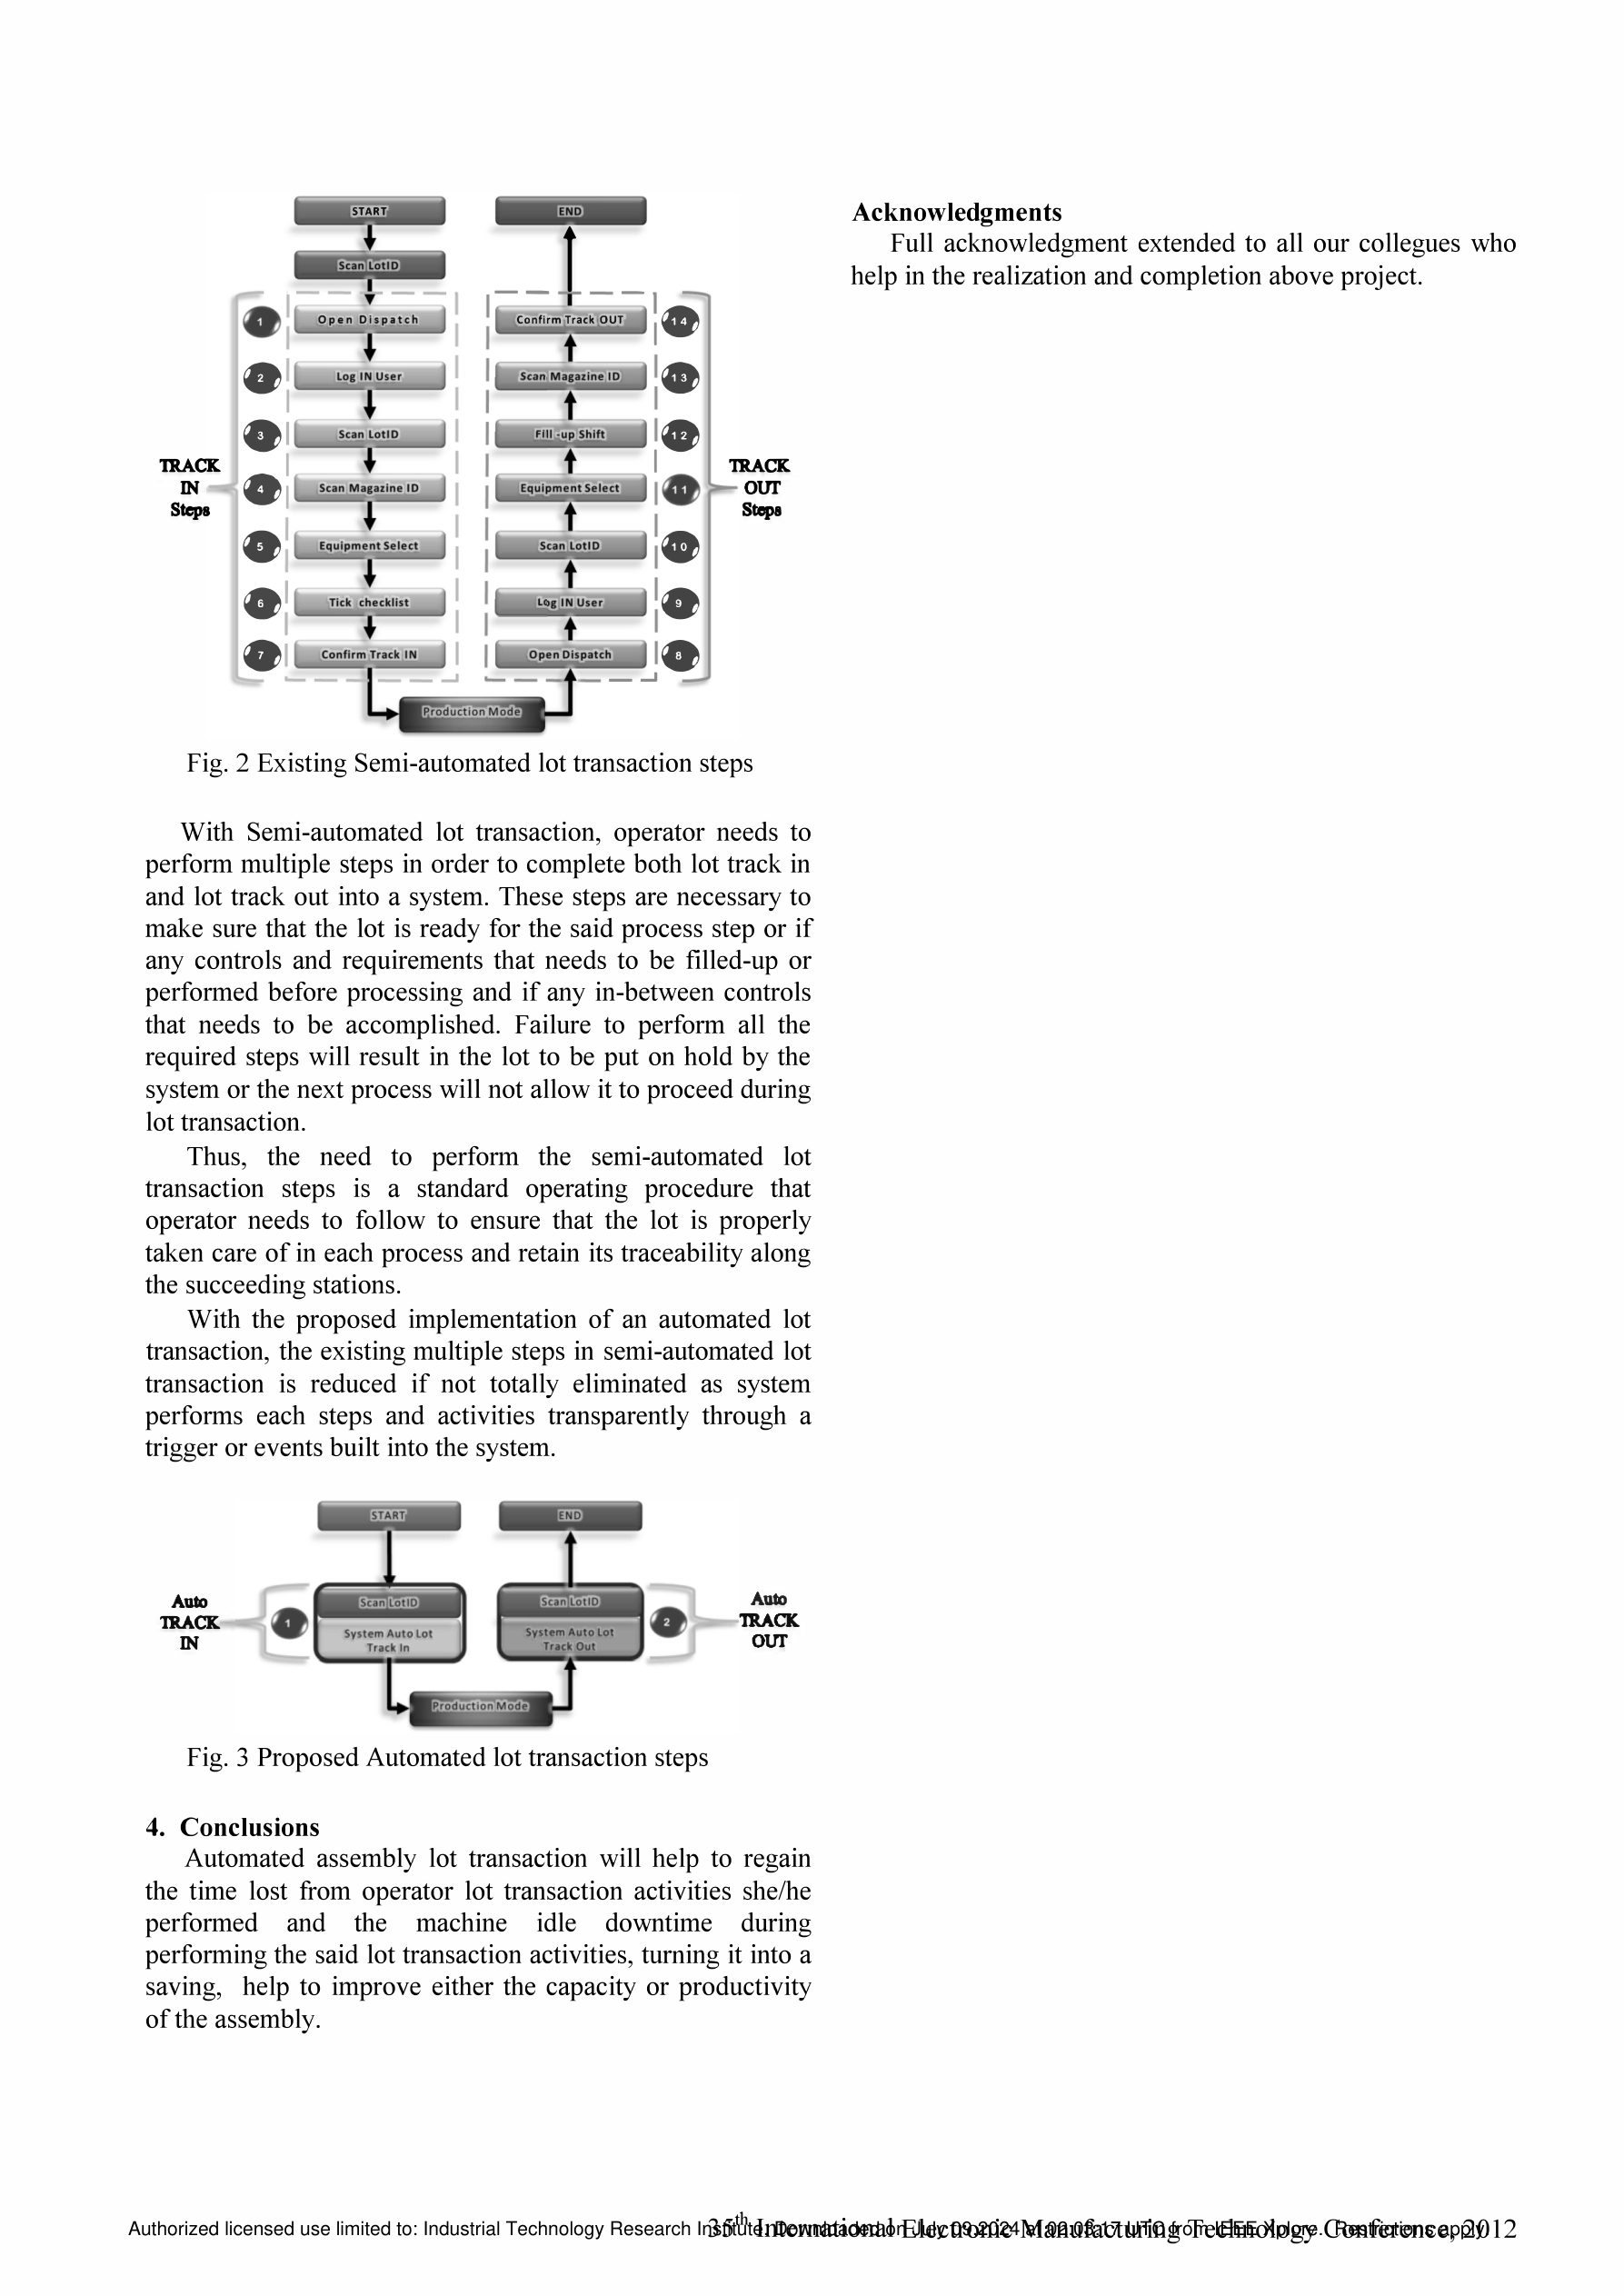 START
Scan LotID
1
Open Dispatch
2
Log IN User
3
Scan LotID
TRACK
IN
Steps
4
Scan Magazine ID
5
Equipment Select
6
Tick checklist
7
Confirm Track IN
Production Mode
END
Confirm Track OUT
14
Scan Magazine ID
13
Fill -up Shift
12
Equipment Select
11
TRACK
OUT
Steps
Scan LotID
10
Log IN User
9
Open Dispatch
8
Fig. 2 Existing Semi-automated lot transaction steps
With Semi-automated lot transaction, operator needs to
perform multiple steps in order to complete both lot track in
and lot track out into a system. These steps are necessary to
make sure that the lot is ready for the said process step or if
any controls and requirements that needs to be filled-up or
performed before processing and if any in-between controls
that needs to be accomplished. Failure to perform all the
required steps will result in the lot to be put on hold by the
system or the next process will not allow it to proceed during
lot transaction.
Thus, the need to perform the semi-automated lot
transaction steps is a standard operating procedure that
operator needs to follow to ensure that the lot is properly
taken care of in each process and retain its traceability along
the succeeding stations.
With the proposed implementation of an automated lot
transaction, the existing multiple steps in semi-automated lot
transaction is reduced if not totally eliminated as system
performs each steps and activities transparently through a
trigger or events built into the system.
START
Auto
TRACK
IN
1
Scan LotID
System Auto Lot
Track In
Production Mode
END
Scan LotID
System Auto Lot
Track Out
2
Auto
TRACK
OUT
Fig. 3 Proposed Automated lot transaction steps
4. Conclusions
Automated assembly lot transaction will help to regain
the time lost from operator lot transaction activities she/he
performed and the machine idle downtime during
performing the said lot transaction activities, turning it into a
saving, help to improve either the capacity or productivity
of the assembly.
Acknowledgments
Full acknowledgment extended to all our collegues who
help in the realization and completion above project.
35th International Electronic Manufacturing Technology Conference, 2012
Authorized licensed use limited to: Industrial Technology Research Institute. Downloaded on July 09,2024 at 02:03:17 UTC from IEEE Xplore. Restrictions apply.